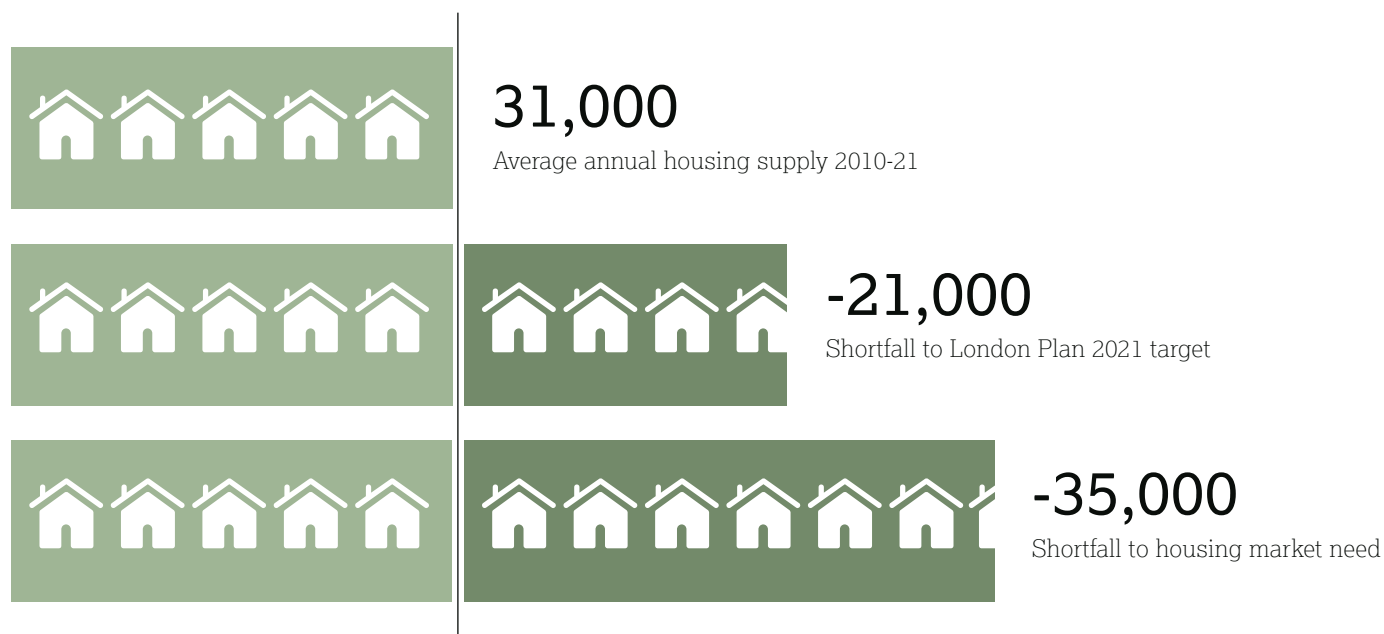 31,000
Average annual housing supply 2010-21
-21,000
Shortfall to London Plan 2021 target
-35,000
Shortfall to housing market need